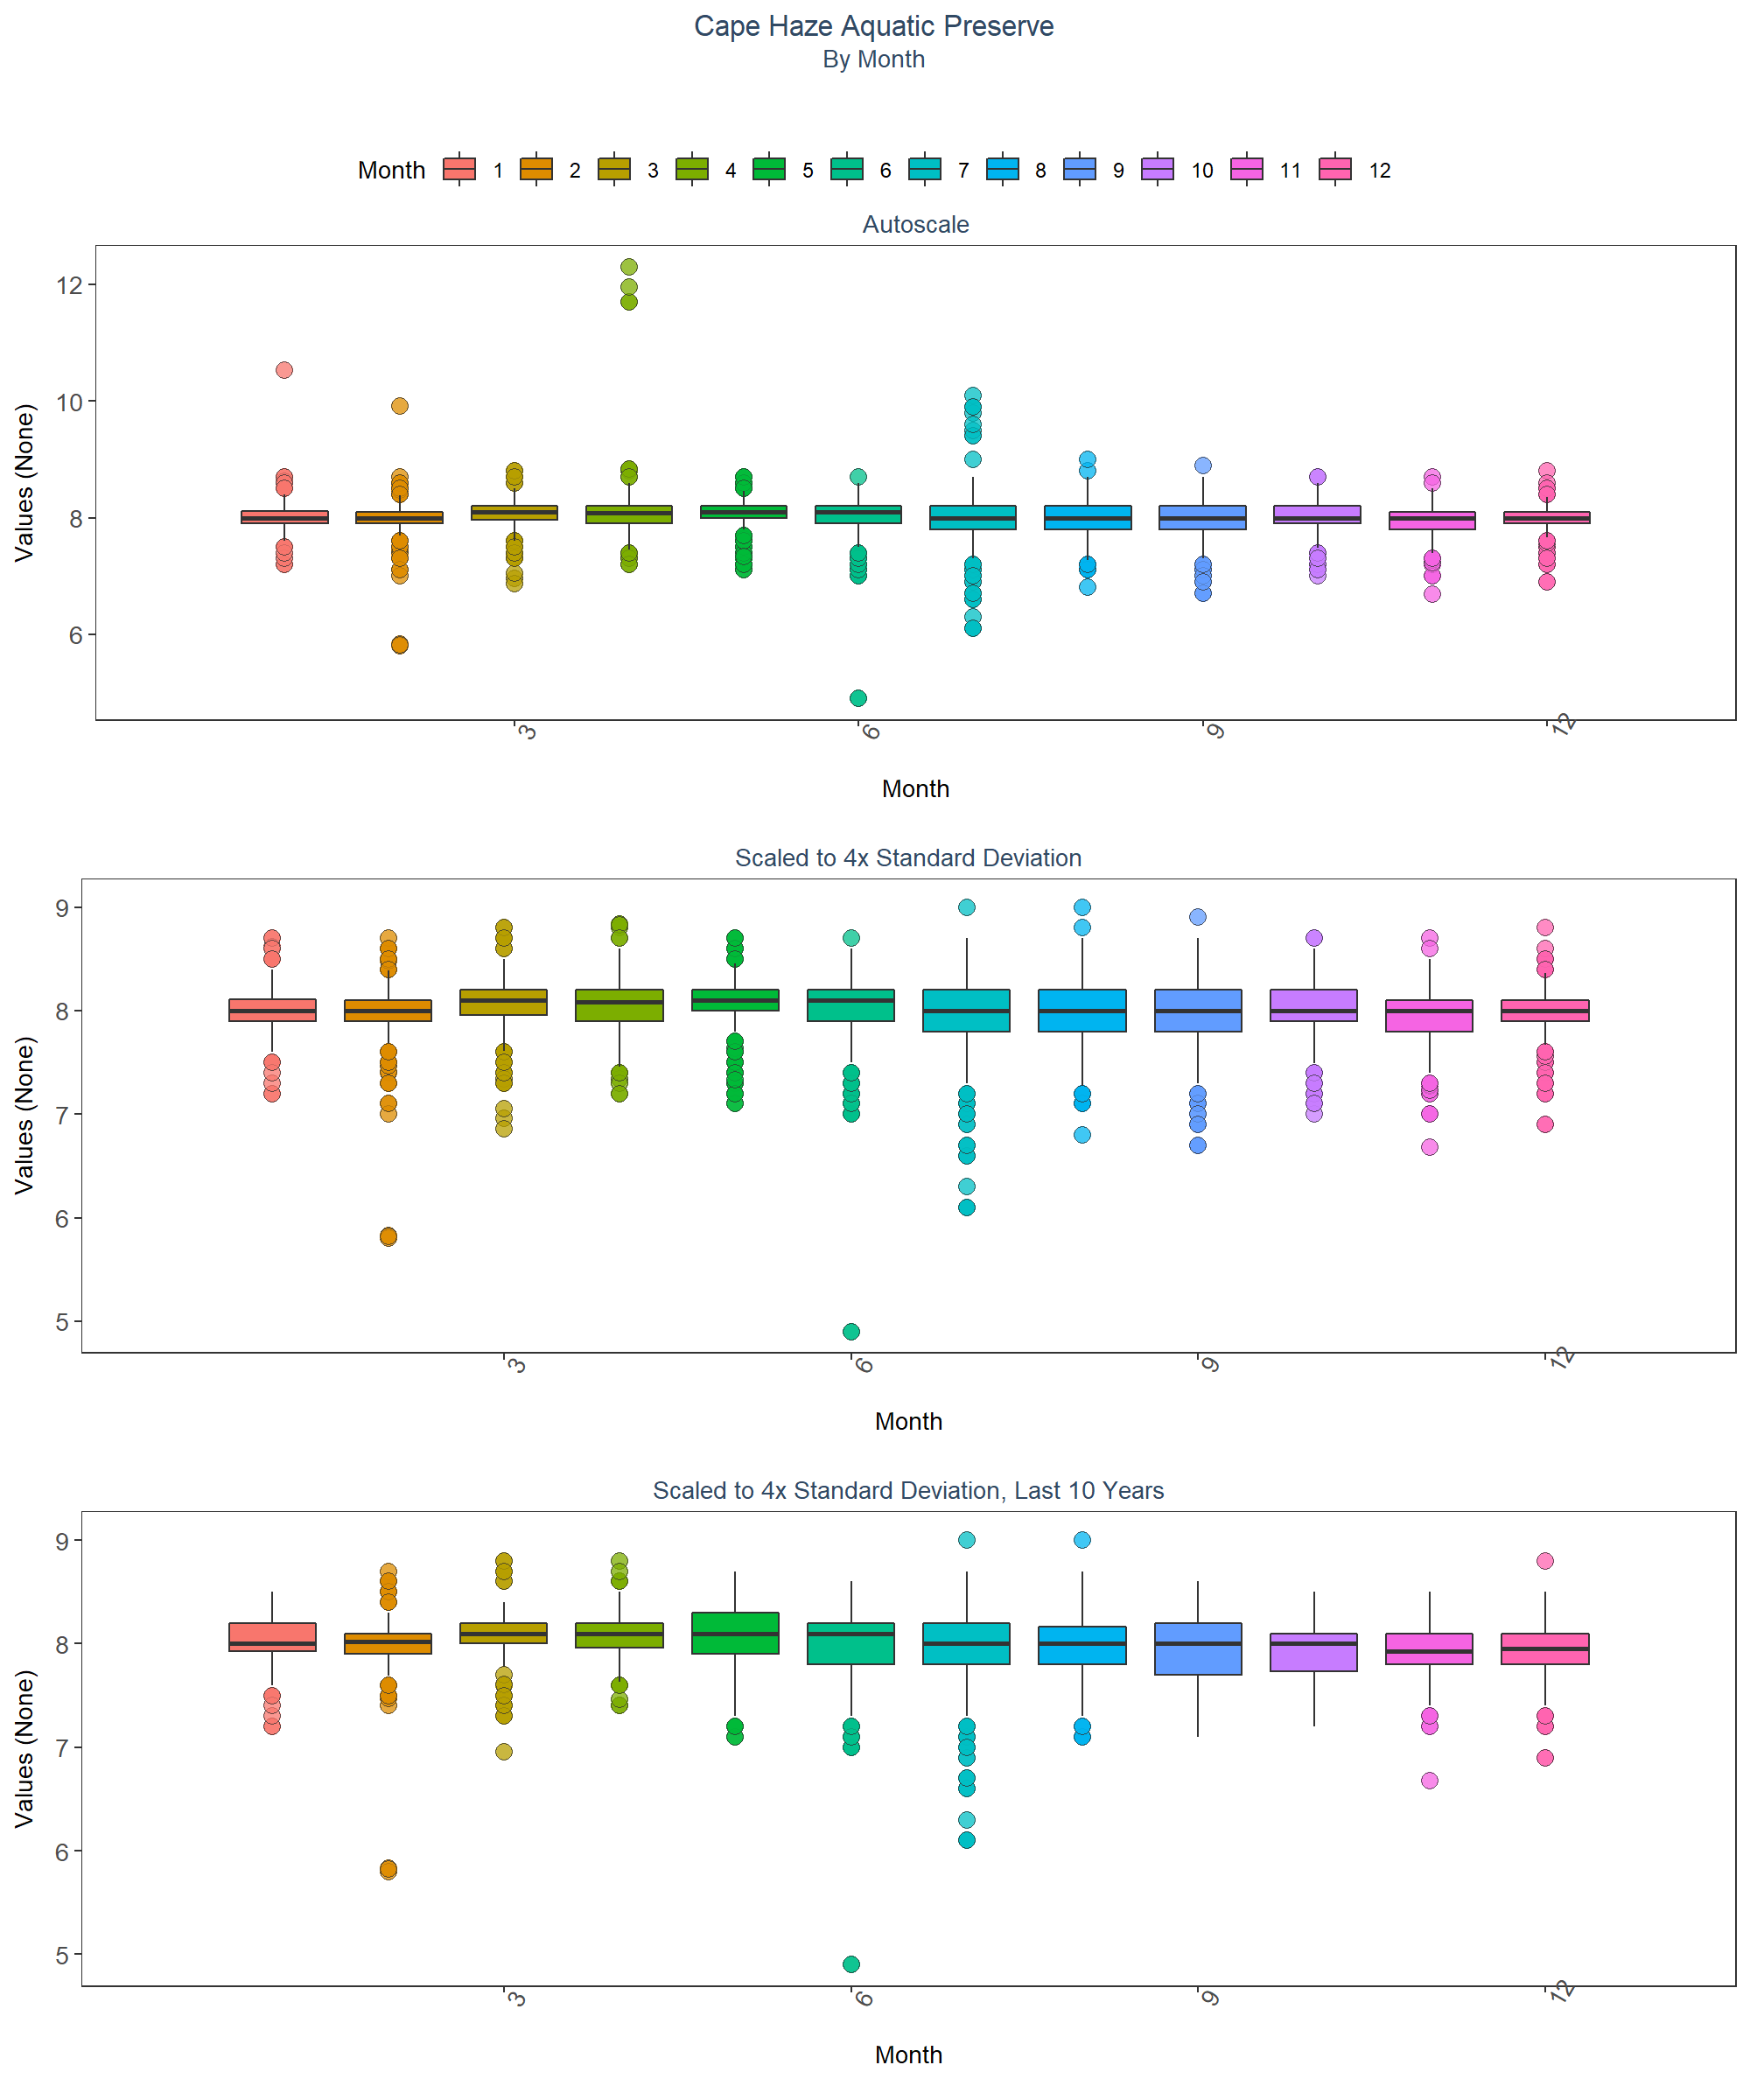 Cape Haze Aquatic Preserve
By Month
Month 1 2 3 4 5 6 7 8 9 10 11 12
Autoscale
Values (None)
12
10
8
6
3 6 9 12
Month
Scaled to 4x Standard Deviation
Values (None)
9
8
7
6
5
3 6 9 12
Month
Scaled to 4x Standard Deviation, Last 10 Years
Values (None)
9
8
7
6
5
3 6 9 12
Month